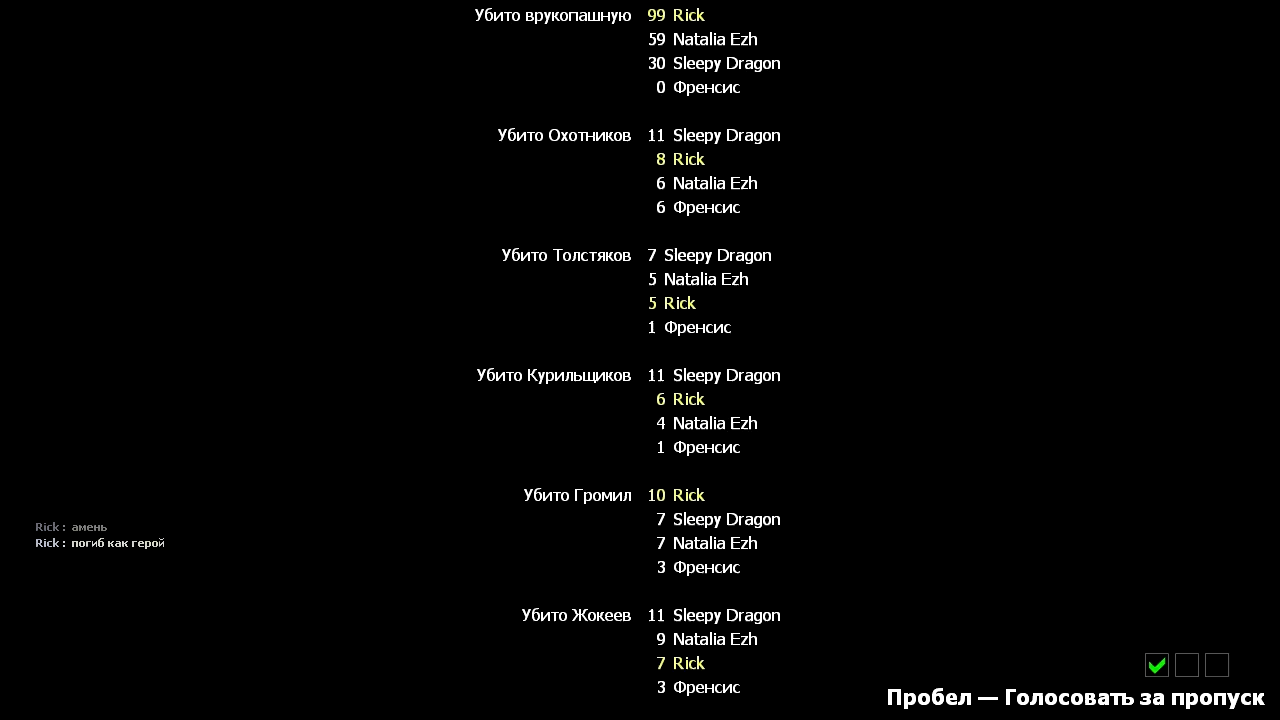 Убито врукопашную 99 Rick
59 Natalia Ezh
30 Sleepy Dragon
0 Френсис
Убито Охотников 11 Sleepy Dragon
8 Rick
6 Natalia Ezh
6 Френсис
Убито Толстяков 7 Sleepy Dragon
5 Natalia Ezh
5 Rick
1 Френсис
Убито Курильщиков 11 Sleepy Dragon
6 Rick
4 Natalia Ezh
1 Френсис
Убито Громил 10 Rick
7 Sleepy Dragon
Rick : амень
7 Natalia Ezh
Rick : погиб как герой
3 Френсис
Убито Жокеев 11 Sleepy Dragon
9 Natalia Ezh
7 Rick
3 Френсис
Пробел — Голосовать за пропуск